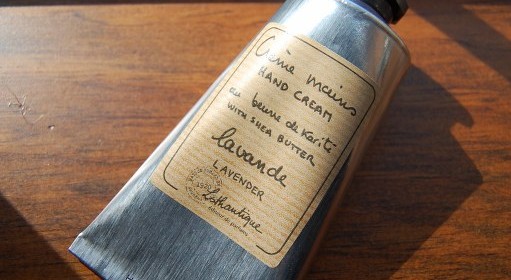 Crème mains
HAND CREAM
au beurre de Karité
WITH SHEA BUTTER
lavande
LAVENDER
Lothantique